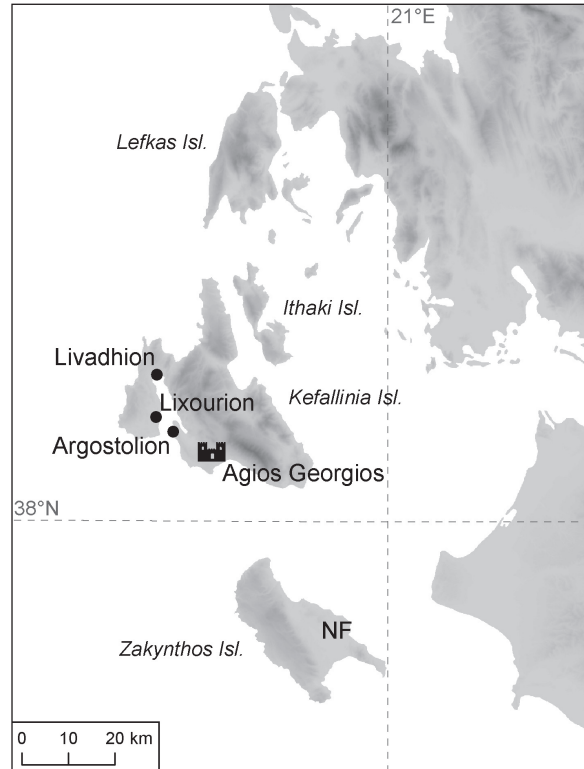 21°E
Lefkas Isl.
Ithaki Isl.
Livadhion
Kefallinia Isl.
Lixourion
Argostolion
Agios Georgios
38°N
NF
Zakynthos Isl.
0 10 20 km